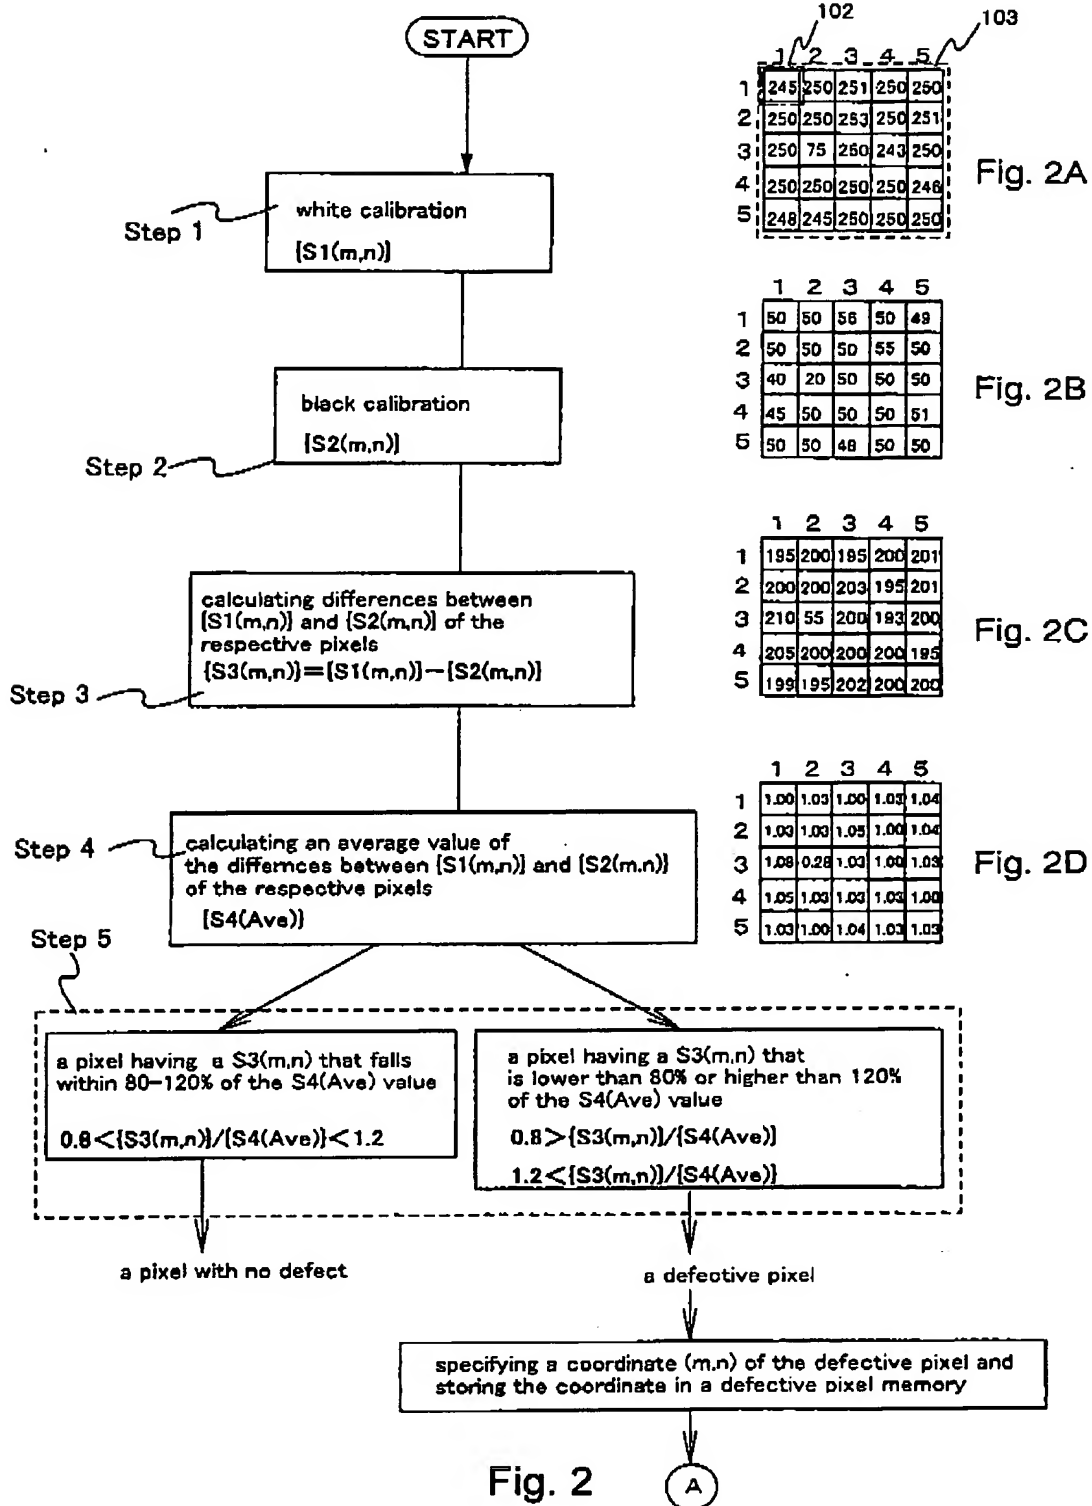 START
white calibration
{S1(m,n)}
Step 1
black calibration
{S2(m,n)}
Step 2
calculating differences between
{S1(m,n)} and {S2(m,n)} of the
respective pixels
{S3(m,n)}={S1(m,n)}−{S2(m,n)}
Step 3
Step 4
calculating an average value of
the differnces between {S1(m,n)} and {S2(m.n)}
of the respective pixels
{S4(Ave)}
Step 5
a pixel having a S3(m,n) that falls
within 80-120% of the S4(Ave) value
0.8<{S3(m,n)}/{S4(Ave)}<1.2
a pixel having a S3(m,n) that
is lower than 80% or higher than 120%
of the S4(Ave) value
0.8>{S3(m,n)}/{S4(Ave)}
1.2<{S3(m,n)}/{S4(Ave)}
a pixel with no defect
a defective pixel
specifying a coordinate (m.n) of the defective pixel and
storing the coordinate in a defective pixel memory
A
Fig. 2
102
103
1 2 3 4 5
1 245 250 251 250 250
2 250 250 253 250 251
3 250 75 250 243 250
4 250 250 250 250 246
5 248 245 250 250 250
Fig. 2A
1 2 3 4 5
1 50 50 56 50 49
2 50 50 50 55 50
3 40 20 50 50 50
4 45 50 50 50 51
5 50 50 48 50 50
Fig. 2B
1 2 3 4 5
1 195 200 195 200 201
2 200 200 203 195 201
3 210 55 200 193 200
4 205 200 200 200 195
5 199 195 202 200 200
Fig. 2C
1 2 3 4 5
1 1.00 1.03 1.00 1.03 1.04
2 1.03 1.03 1.05 1.00 1.04
3 1.08 0.28 1.03 1.00 1.03
4 1.05 1.03 1.03 1.03 1.00
5 1.03 1.00 1.04 1.03 1.03
Fig. 2D